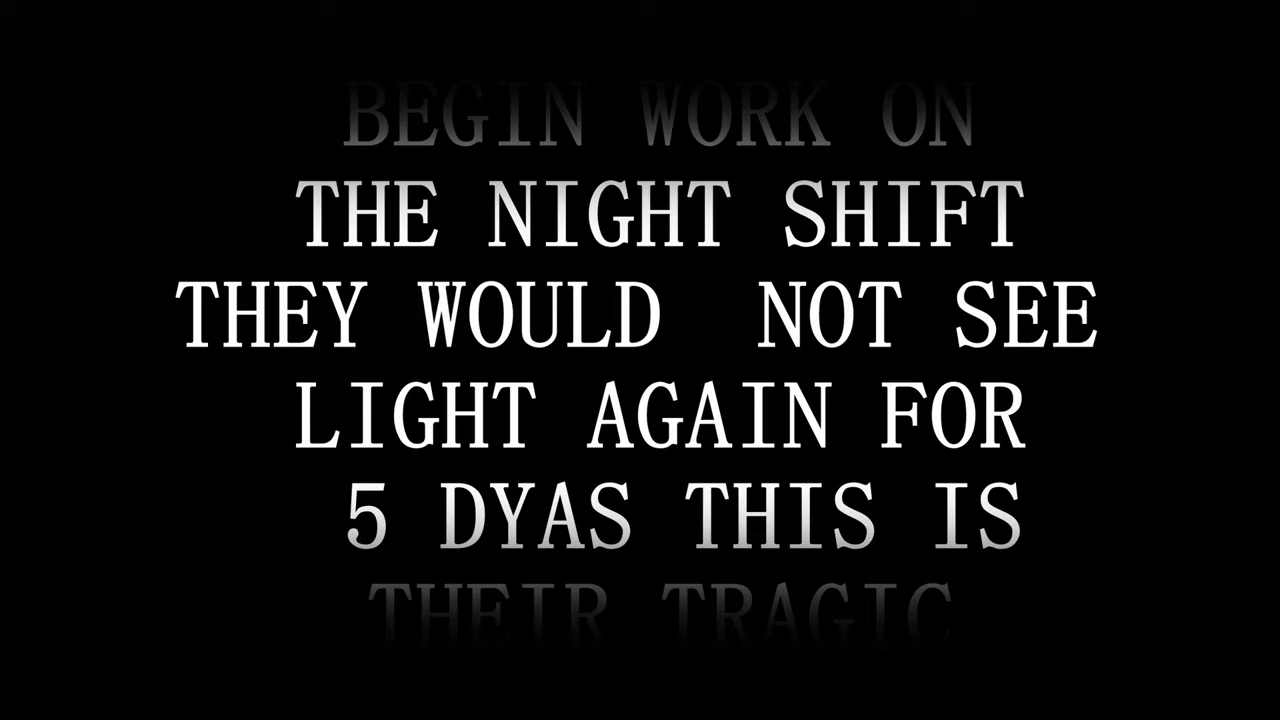 BEGIN WORK ON
THE NIGHT SHIFT
THEY WOULD  NOT SEE
LIGHT AGAIN FOR
5 DYAS THIS IS
THEIR TRAGIC